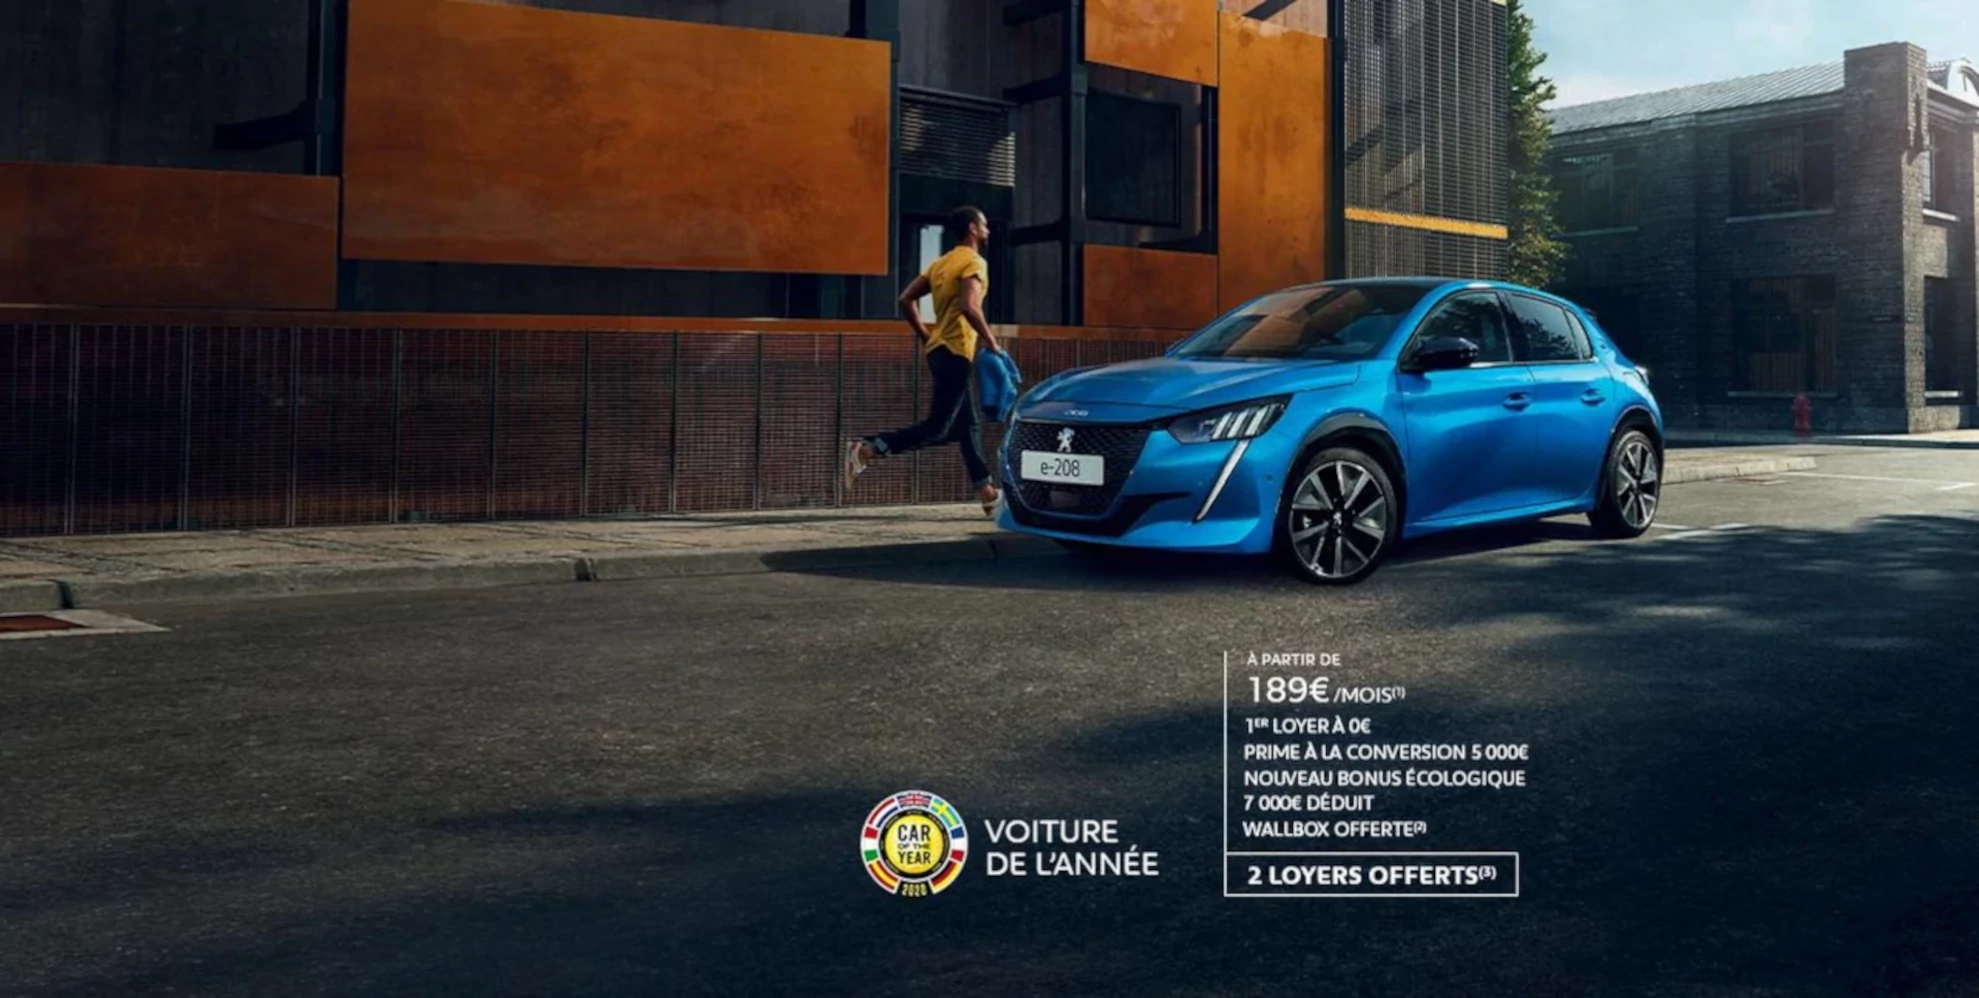 208
e-208
À PARTIR DE
189€ /MOIS⁽¹⁾
1ᴱᴿ LOYER À 0€
PRIME À LA CONVERSION 5 000€
NOUVEAU BONUS ÉCOLOGIQUE
7 000€ DÉDUIT
WALLBOX OFFERTE⁽²⁾
2 LOYERS OFFERTS⁽³⁾
CAR
OF THE
YEAR
2020
VOITURE
DE L'ANNÉE